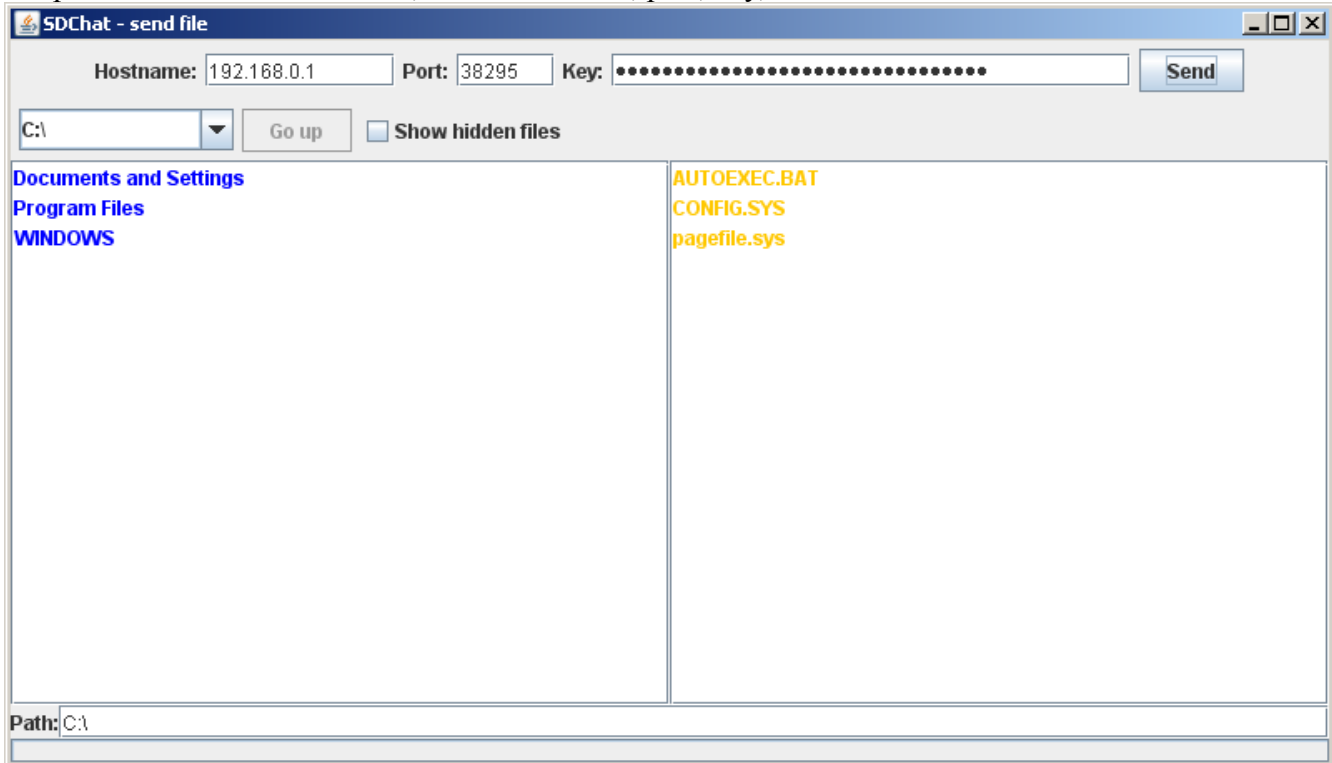 SDChat - send file
Hostname: 192.168.0.1 Port: 38295 Key: ●●●●●●●●●●●●●●●●●●●●●●●●●●●●●●●● Send
C:\ Go up Show hidden files
Documents and Settings
Program Files
WINDOWS
AUTOEXEC.BAT
CONFIG.SYS
pagefile.sys
Path: C:\